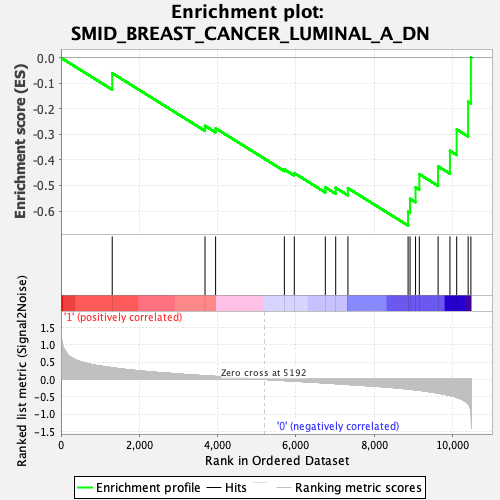 Enrichment plot:
SMID_BREAST_CANCER_LUMINAL_A_DN
Enrichment score (ES)
0.0
-0.1
-0.2
-0.3
-0.4
-0.5
-0.6
'1' (positively correlated)
Ranked list metric (Signal2Noise)
1.5
1.0
0.5
0.0
-0.5
-1.0
-1.5
Zero cross at 5192
'0' (negatively correlated)
0 2,000 4,000 6,000 8,000 10,000
Rank in Ordered Dataset
Enrichment profile Hits Ranking metric scores